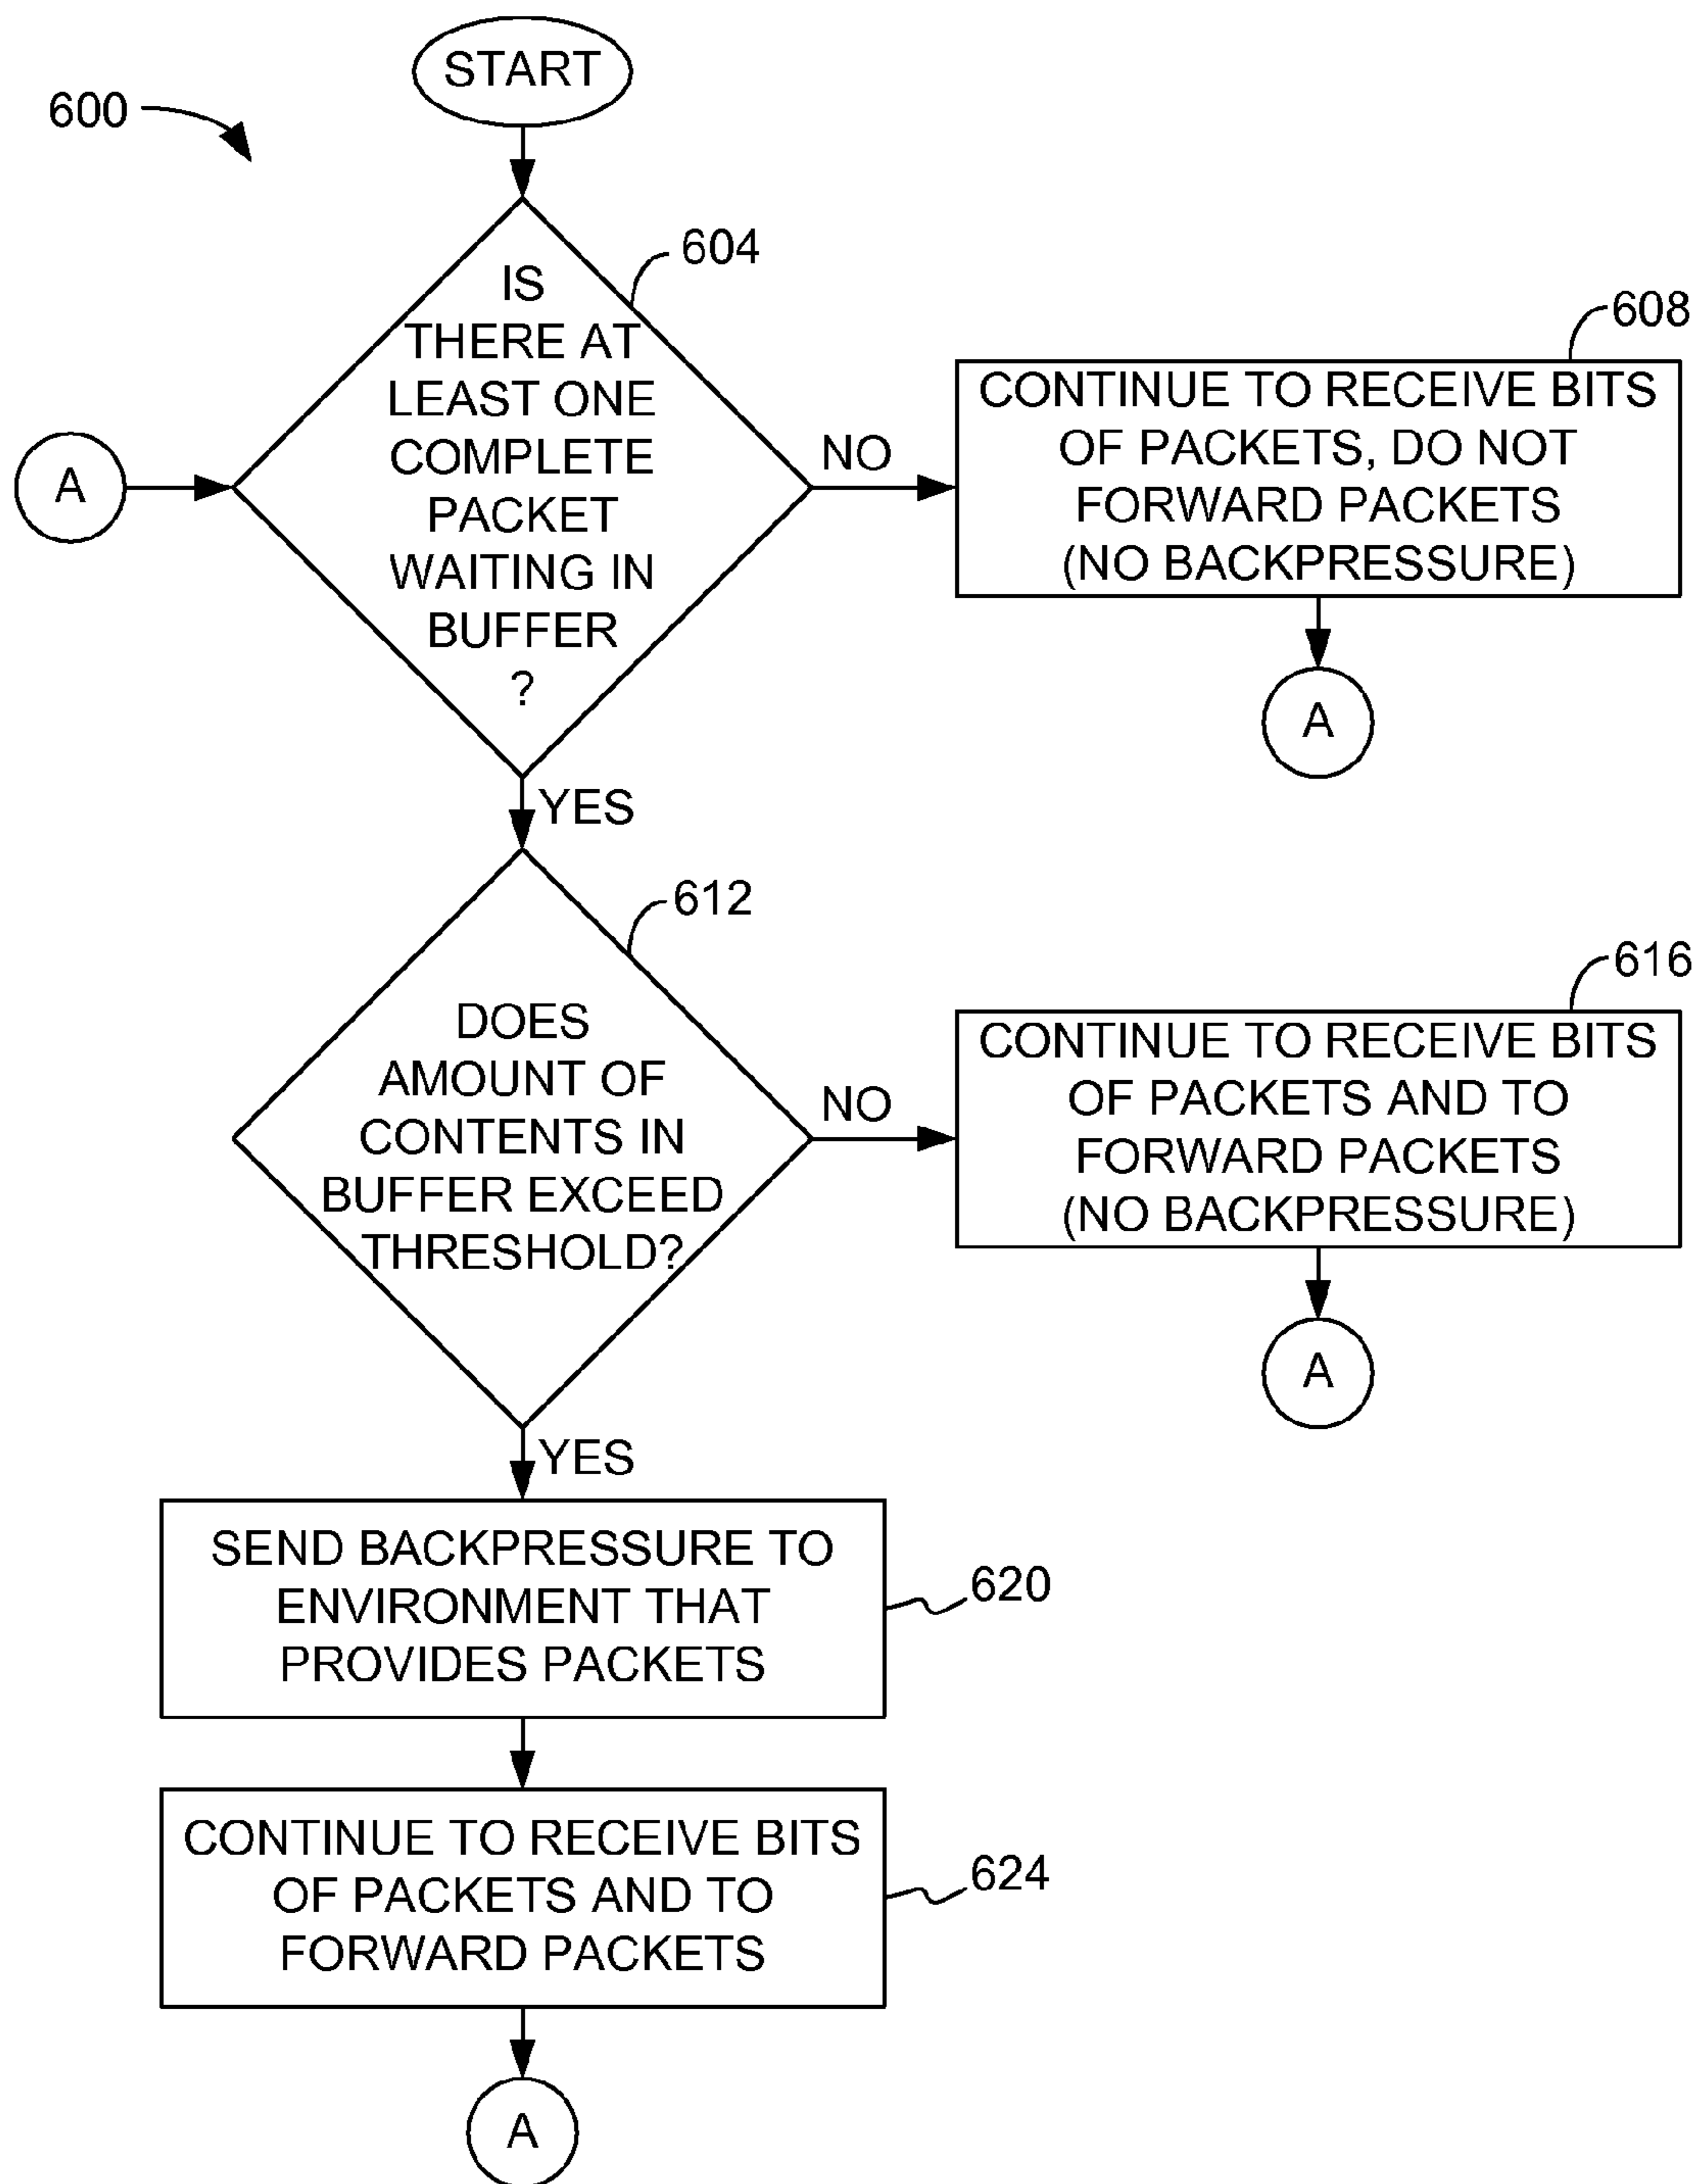 START
600
604
IS
THERE AT
LEAST ONE
COMPLETE
PACKET
WAITING IN
BUFFER
?
A
NO
608
CONTINUE TO RECEIVE BITS
OF PACKETS, DO NOT
FORWARD PACKETS
(NO BACKPRESSURE)
A
YES
612
DOES
AMOUNT OF
CONTENTS IN
BUFFER EXCEED
THRESHOLD?
NO
616
CONTINUE TO RECEIVE BITS
OF PACKETS AND TO
FORWARD PACKETS
(NO BACKPRESSURE)
A
YES
SEND BACKPRESSURE TO
ENVIRONMENT THAT
PROVIDES PACKETS
620
CONTINUE TO RECEIVE BITS
OF PACKETS AND TO
FORWARD PACKETS
624
A